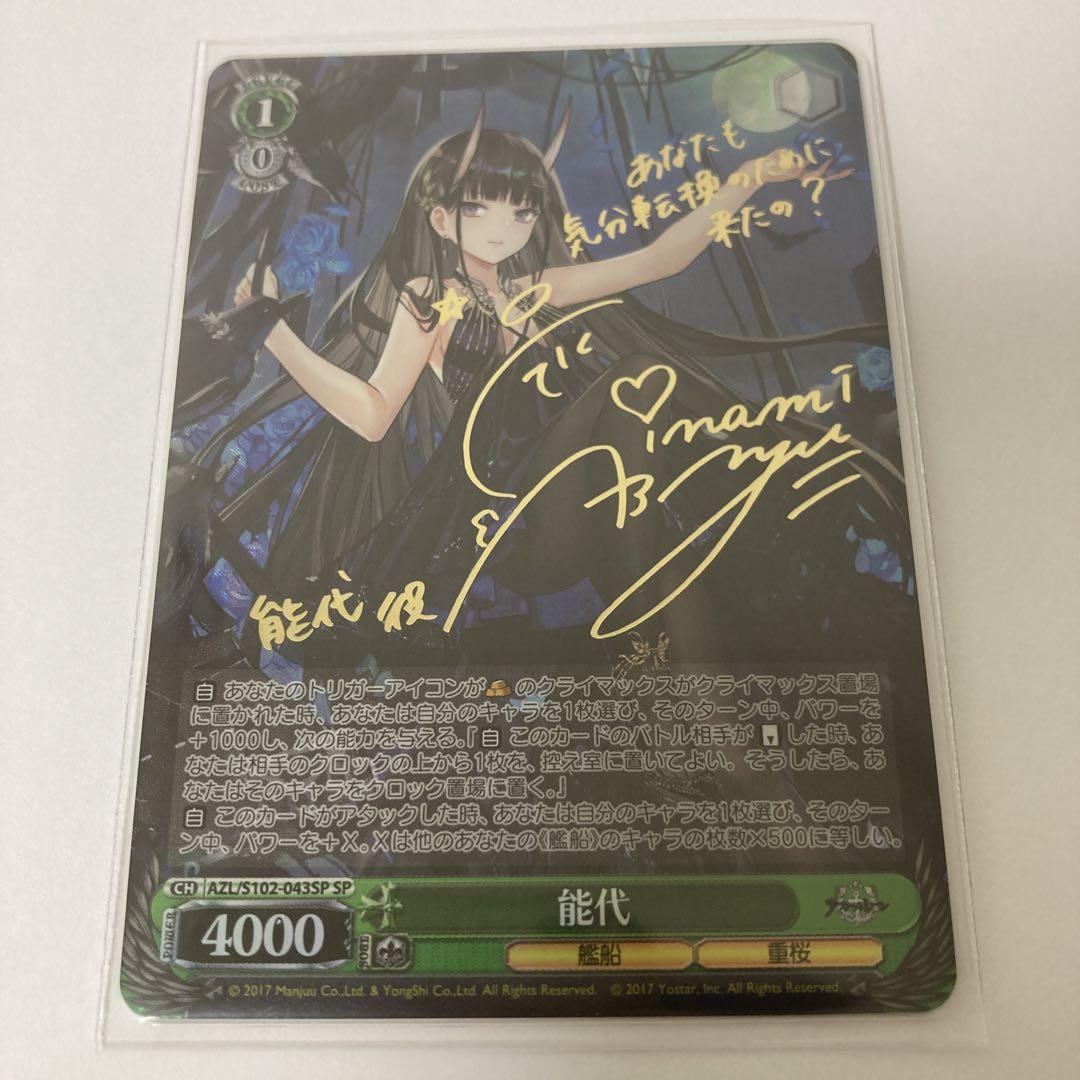 1
0
COST
あなたも
気分転換のために
来たの?
inami
能代役
自 あなたのトリガーアイコンが のクライマックスがクライマックス置場
に置かれた時、あなたは自分のキャラを1枚選び、そのターン中、パワーを
+1000し、次の能力を与える。「自 このカードのバトル相手が した時、あ
なたは相手のクロックの上から1枚を、控え室に置いてよい。そうしたら、あ
なたはそのキャラをクロック置場に置く。」
自 このカードがアタックした時、あなたは自分のキャラを1枚選び、そのター
ン中、パワーを+X。Xは他のあなたの《艦船》のキャラの枚数×500に等しい。
CH AZL/S102-043SP SP
能代
POWER 4000 SOUL
艦船 重桜
© 2017 Manjuu Co.,Ltd. & YongShi Co.,Ltd. All Rights Reserved. © 2017 Yostar, Inc. All Rights Reserved.